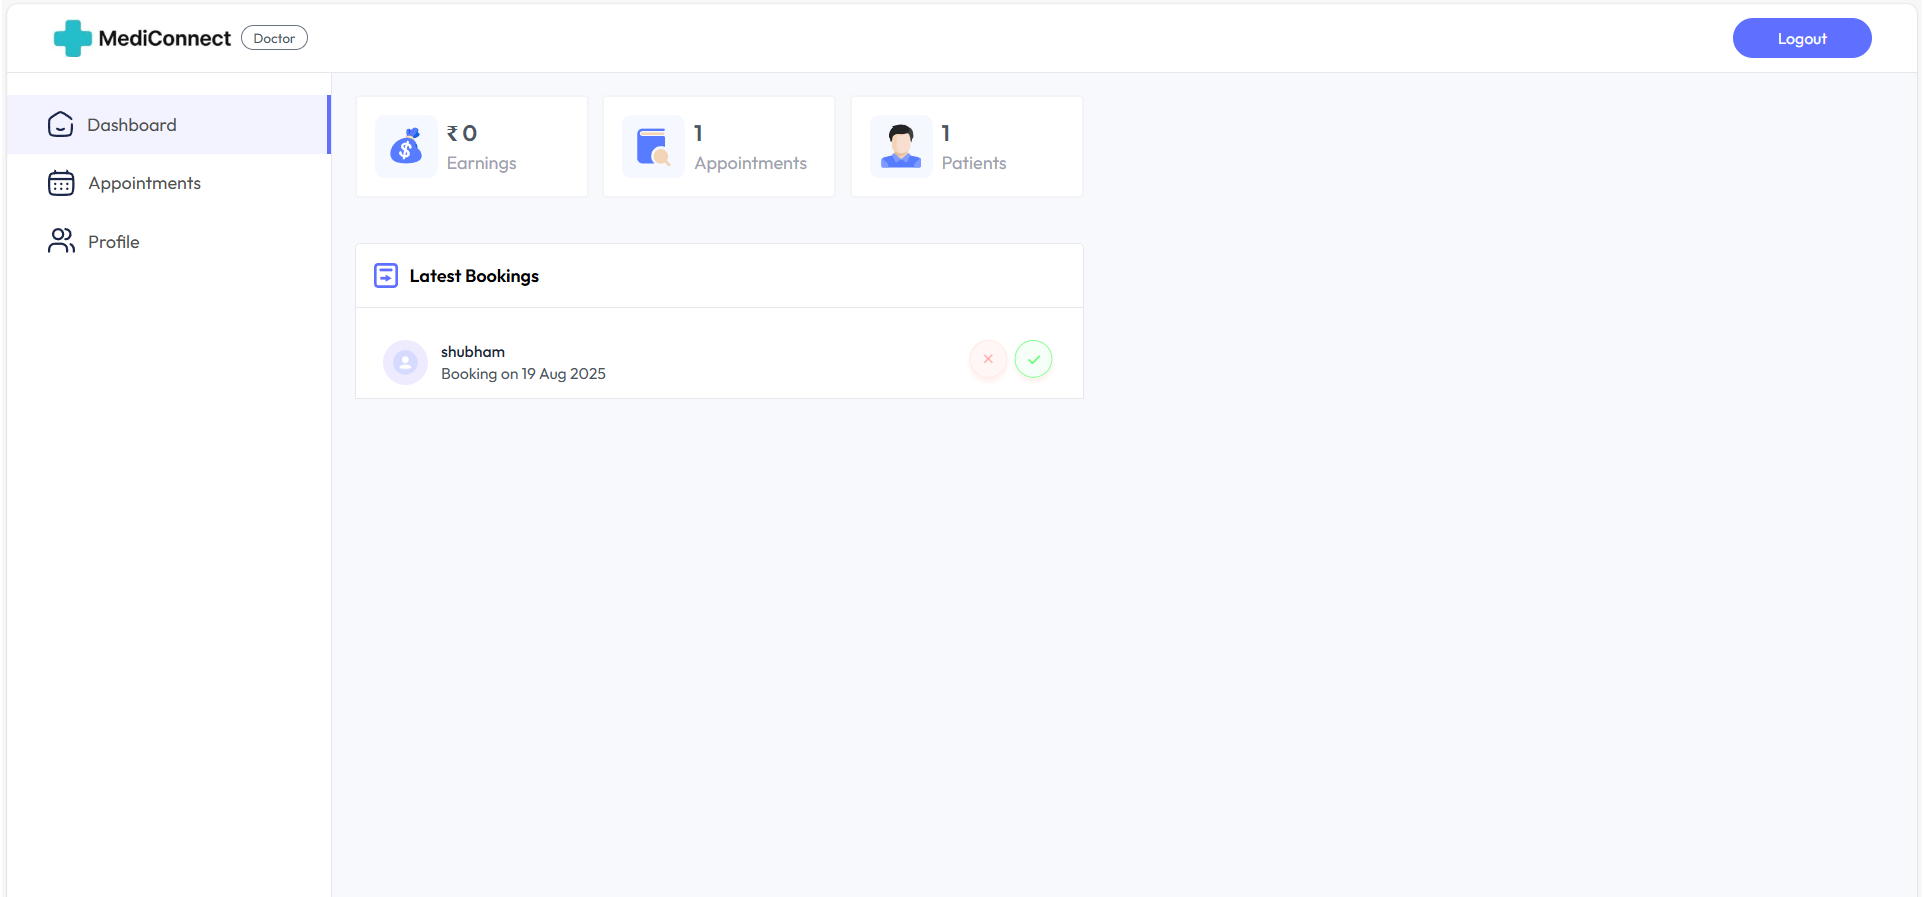 MediConnect
Doctor
Logout
Dashboard
Appointments
Profile
₹ 0
Earnings
1
Appointments
1
Patients
Latest Bookings
shubham
Booking on 19 Aug 2025